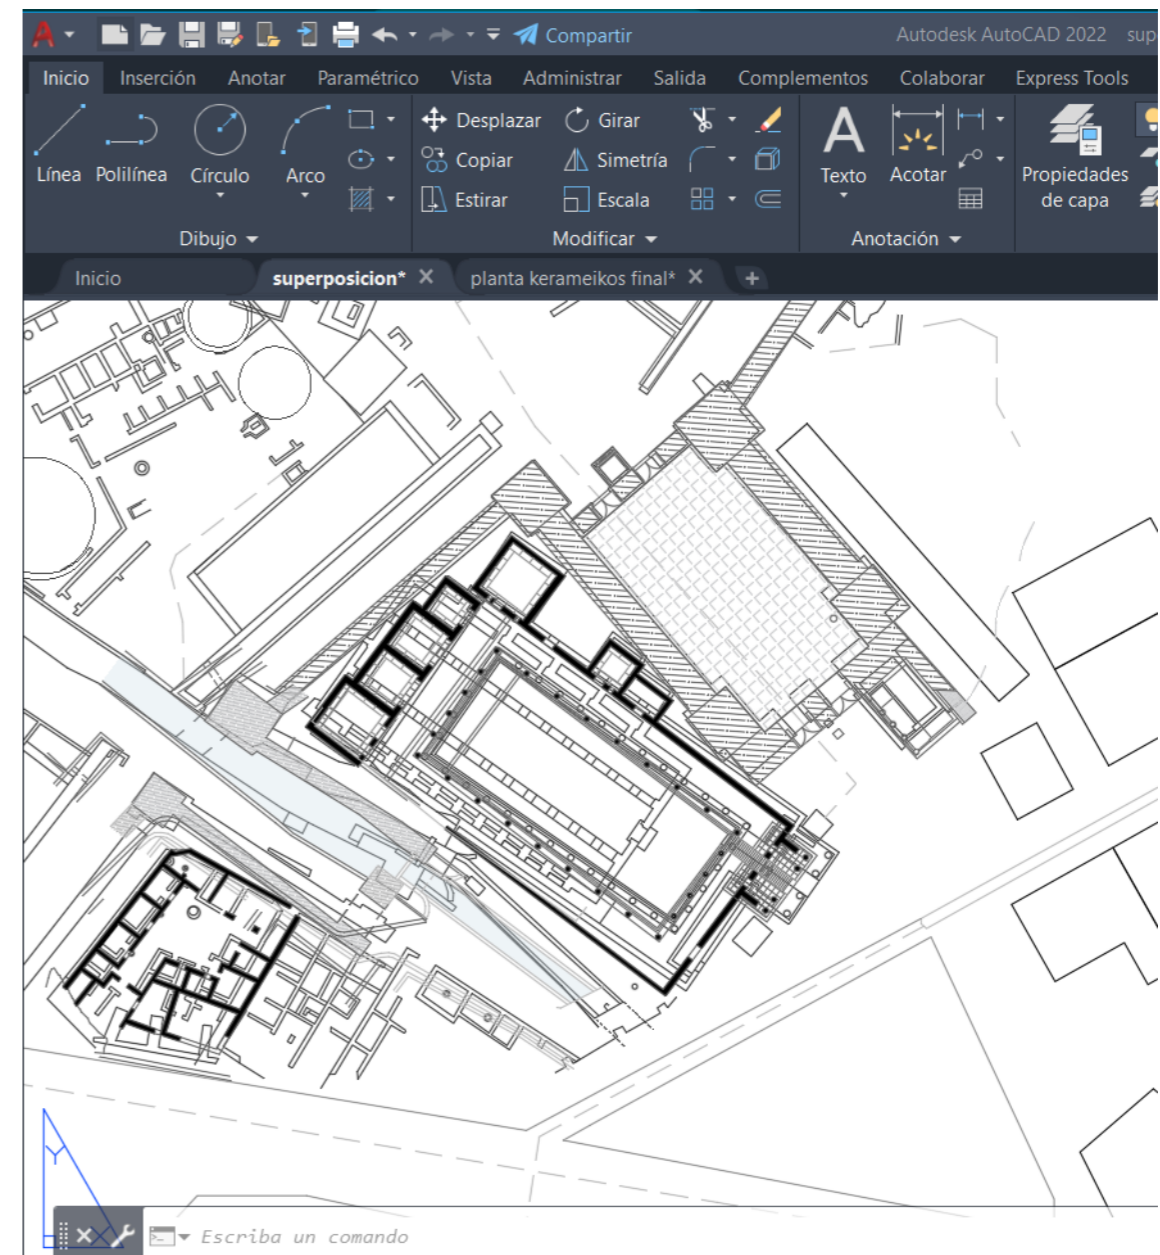 Compartir
Autodesk AutoCAD 2022
Inicio Inserción Anotar Paramétrico Vista Administrar Salida Complementos Colaborar Express Tools
Desplazar Girar
Copiar Simetría
Estirar Escala
Línea Polilínea Círculo Arco
A
Texto Acotar
Propiedades
de capa
Dibujo Modificar Anotación
Inicio superposicion* planta kerameikos final* +
Y
X
Escriba un comando